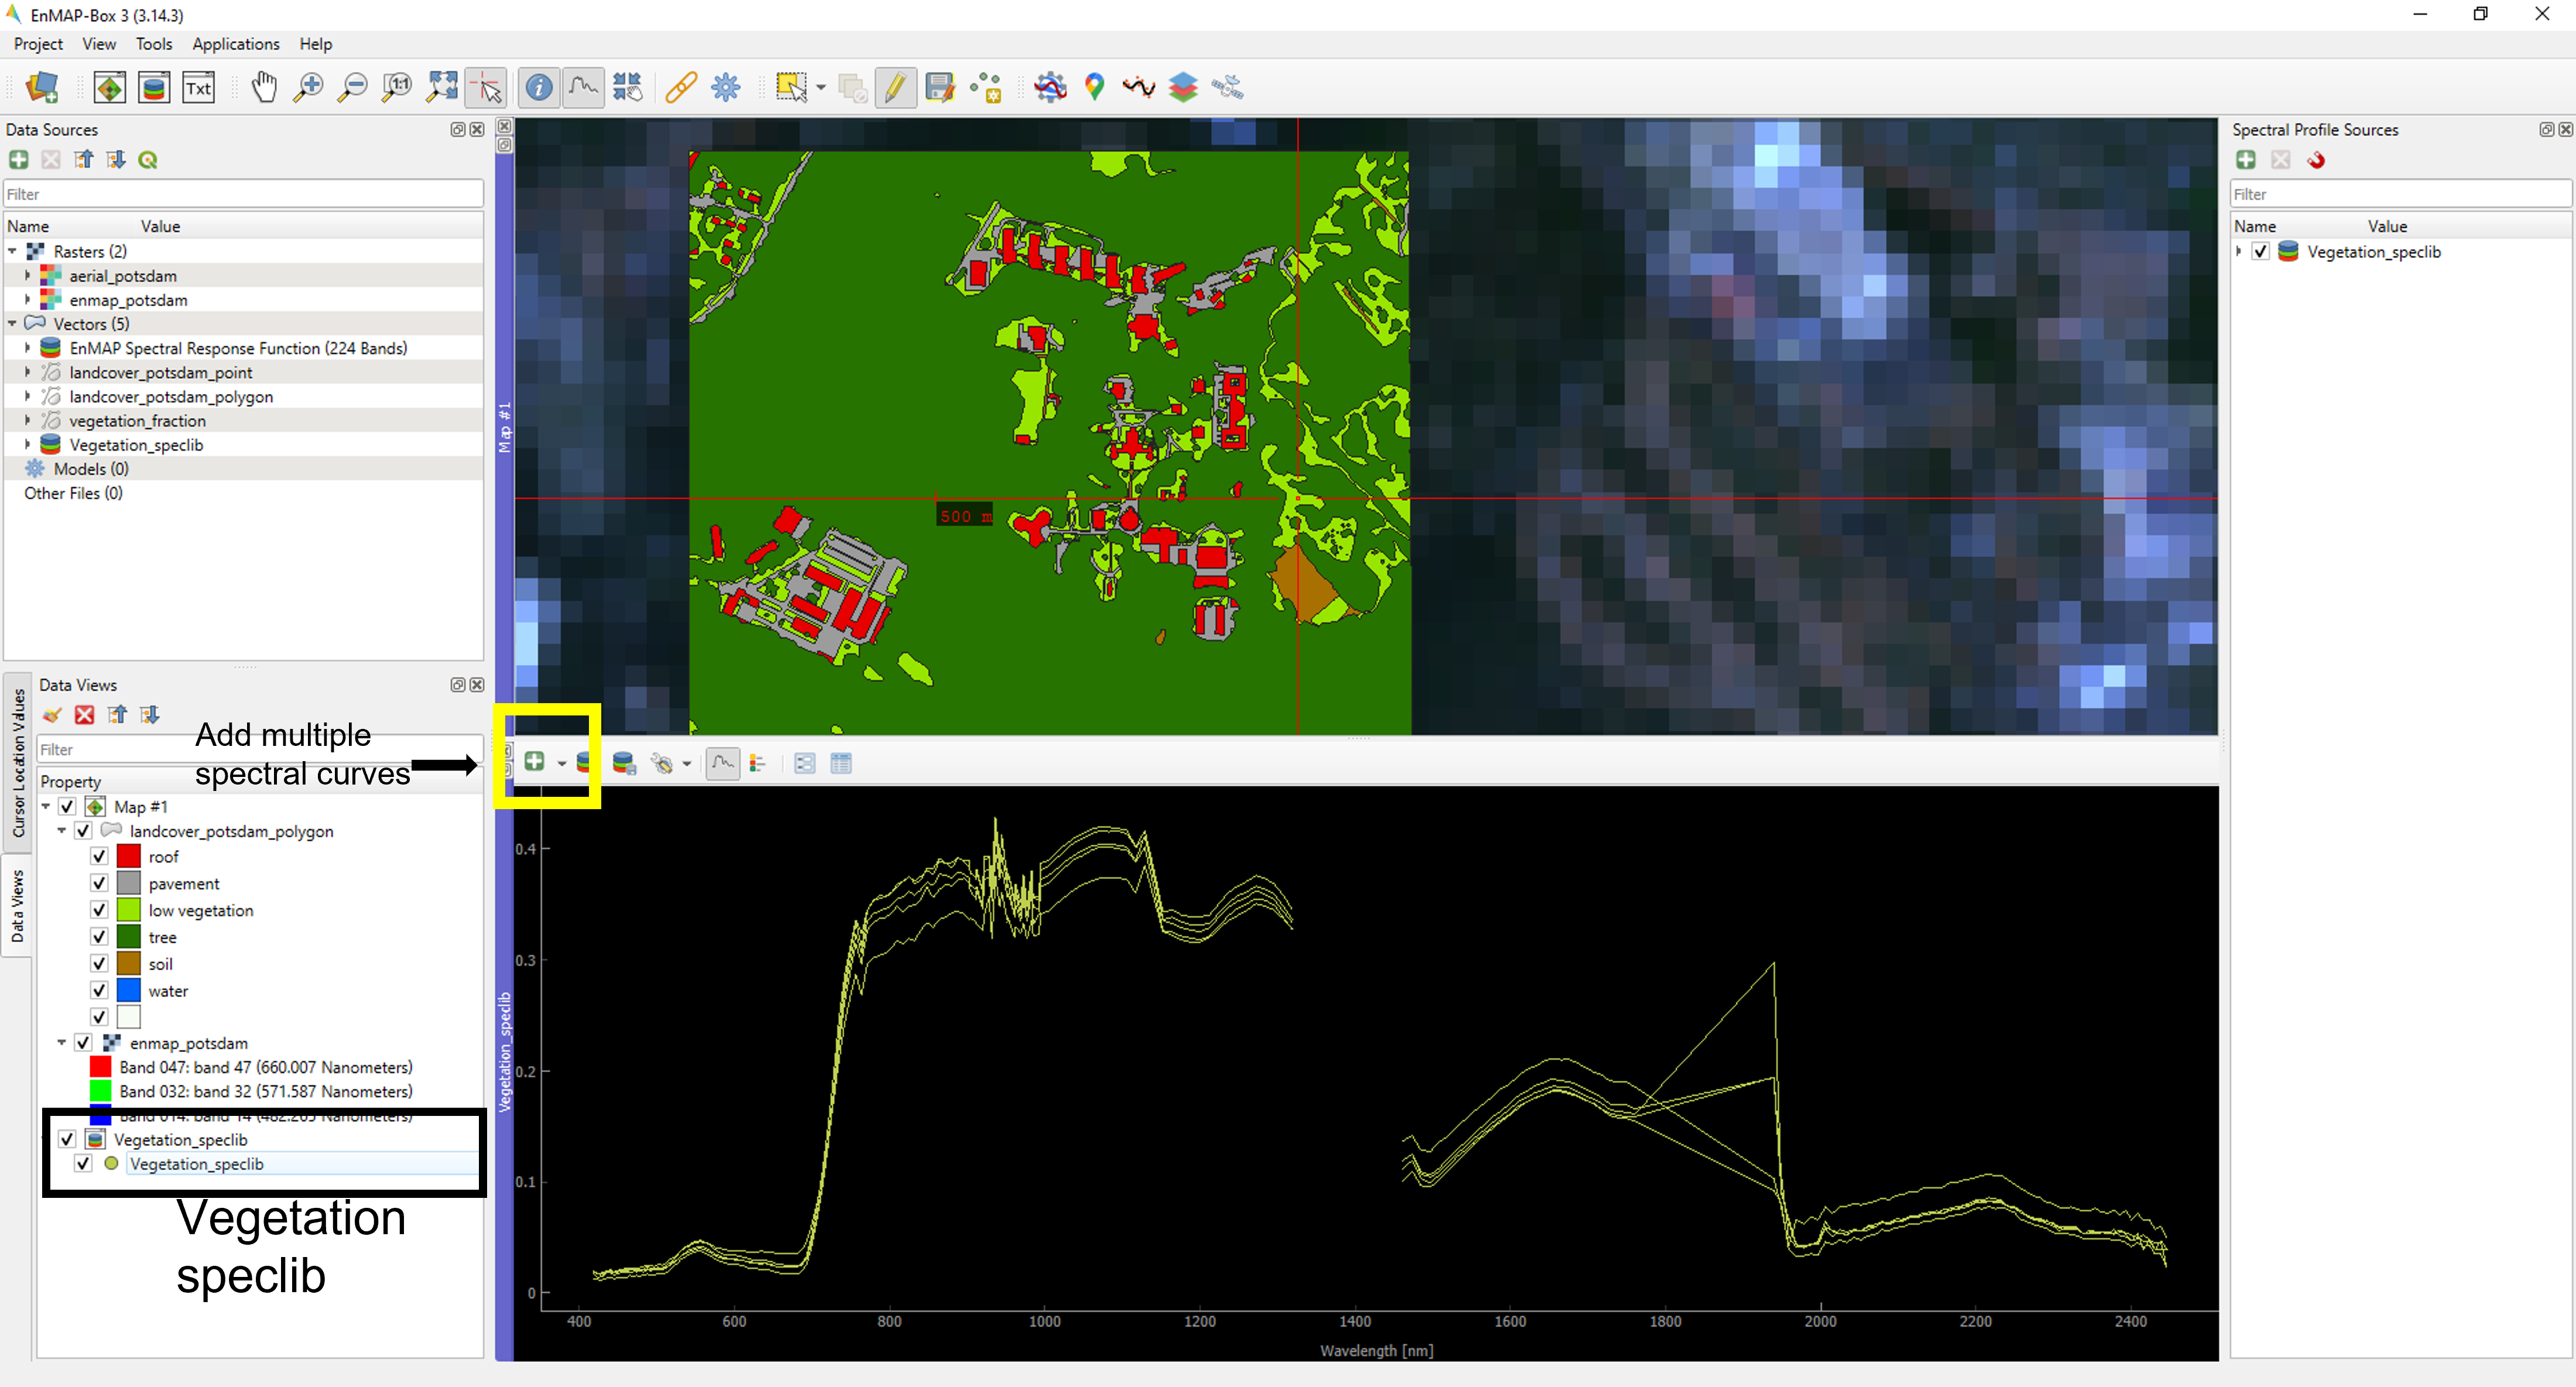 EnMAP-Box 3 (3.14.3)
Project View Tools Applications Help
1:1
Txt
Data Sources
Filter
Name Value
Rasters (2)
aerial_potsdam
enmap_potsdam
Vectors (5)
EnMAP Spectral Response Function (224 Bands)
landcover_potsdam_point
landcover_potsdam_polygon
vegetation_fraction
Vegetation_speclib
Models (0)
Other Files (0)
Cursor Location Values
Data Views
Data Views
Filter
Add multiple
spectral curves
Property
Map #1
landcover_potsdam_polygon
roof
pavement
low vegetation
tree
soil
water
enmap_potsdam
Band 047: band 47 (660.007 Nanometers)
Band 032: band 32 (571.587 Nanometers)
Band 014: band 14 (482.265 Nanometers)
Vegetation_speclib
Vegetation_speclib
Vegetation
speclib
Map #1
500 m
Vegetation_speclib
0.4
0.3
0.2
0.1
0
400 600 800 1000 1200 1400 1600 1800 2000 2200 2400
Wavelength [nm]
Spectral Profile Sources
Filter
Name Value
Vegetation_speclib